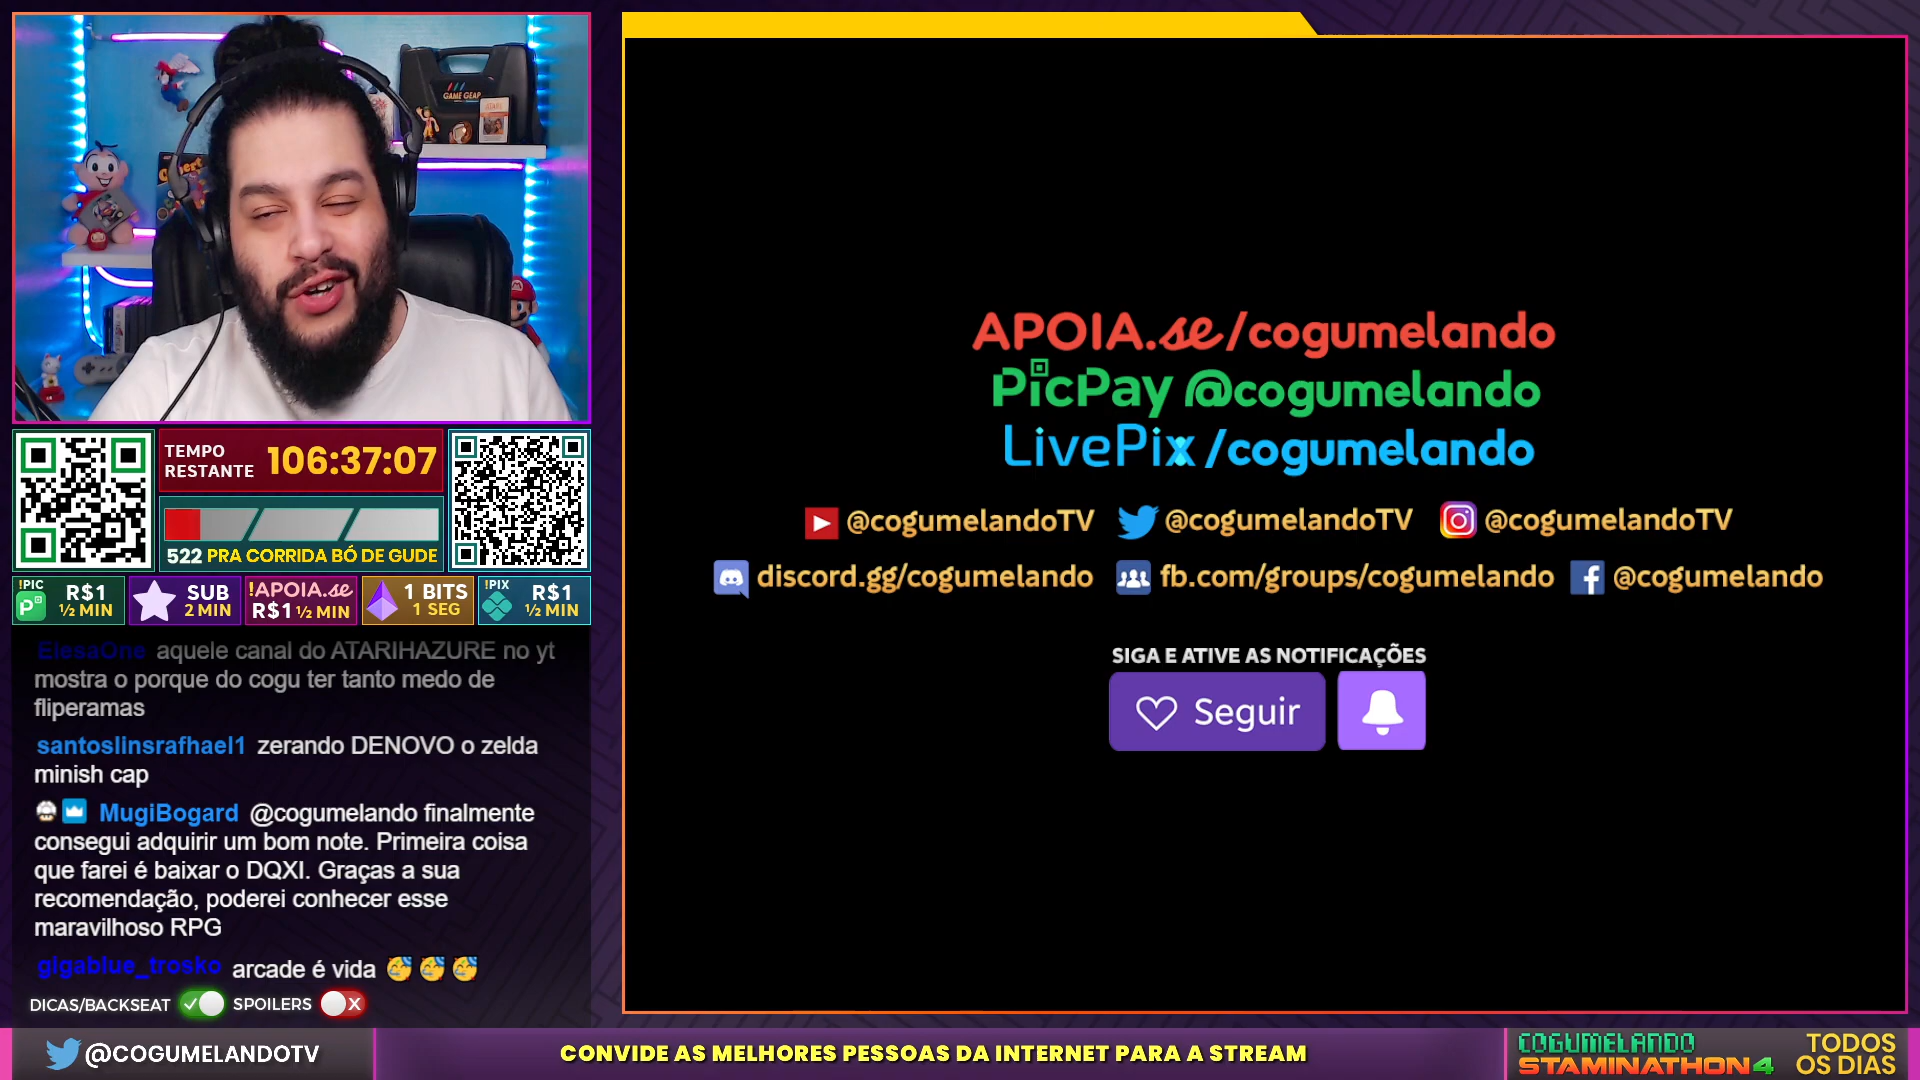 GAME GEAR
TEMPO
RESTANTE
106:37:07
522 PRA CORRIDA BÓ DE GUDE
!PIC
R$1
½ MIN
SUB
2 MIN
!APOIA.se
R$1 ½ MIN
1 BITS
1 SEG
!PIX
R$1
½ MIN
ElesaOne aquele canal do ATARIHAZURE no yt
mostra o porque do cogu ter tanto medo de
fliperamas
santoslinsrafhael1 zerando DENOVO o zelda
minish cap
MugiBogard @cogumelando finalmente
consegui adquirir um bom note. Primeira coisa
que farei é baixar o DQXI. Graças a sua
recomendação, poderei conhecer esse
maravilhoso RPG
gigablue_trosko arcade é vida 🥳🥳🥳
DICAS/BACKSEAT SPOILERS X
APOIA.se/cogumelando
PicPay @cogumelando
LivePix /cogumelando
@cogumelandoTV @cogumelandoTV @cogumelandoTV
discord.gg/cogumelando fb.com/groups/cogumelando @cogumelando
SIGA E ATIVE AS NOTIFICAÇÕES
Seguir
@COGUMELANDOTV
CONVIDE AS MELHORES PESSOAS DA INTERNET PARA A STREAM
COGUMELANDO
STAMINATHON 4
TODOS
OS DIAS